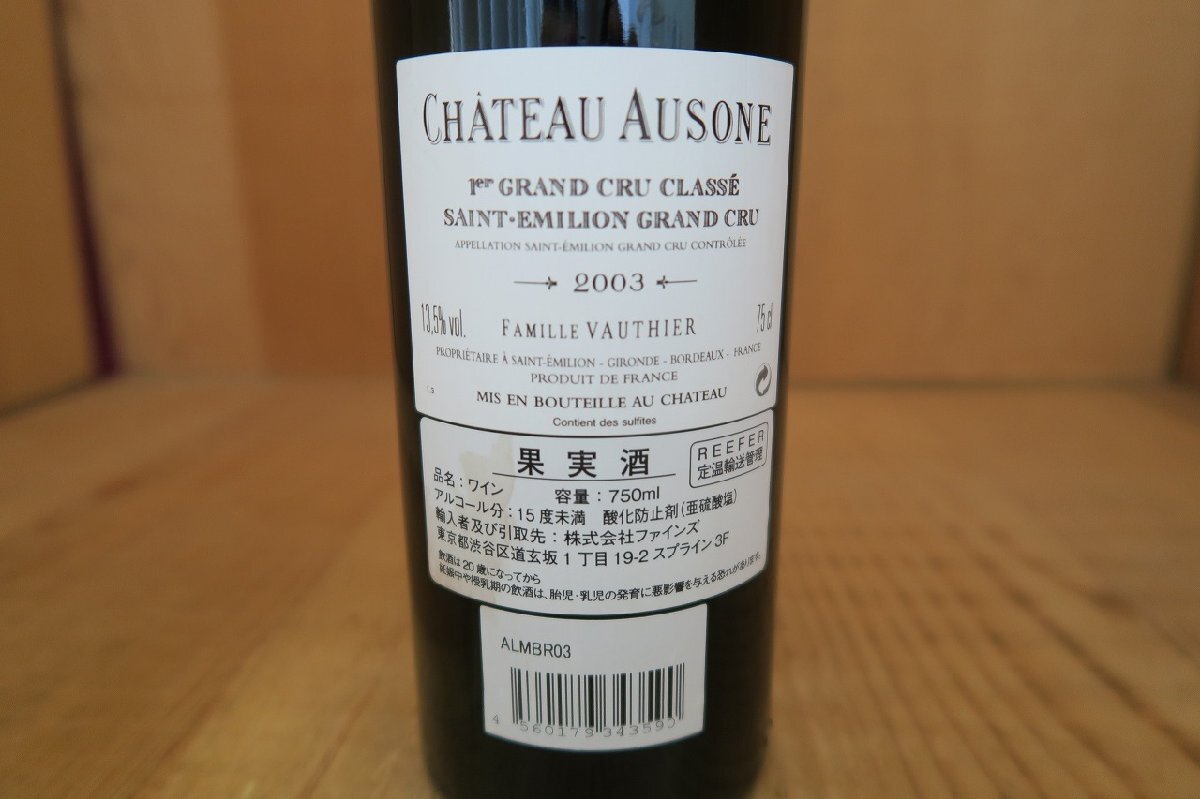 CHÂTEAU AUSONE
1er GRAND CRU CLASSÉ
SAINT-EMILION GRAND CRU
APPELLATION SAINT-ÉMILION GRAND CRU CONTRÔLÉE
2003
13,5% vol. FAMILLE VAUTHIER 75 cl
PROPRIÉTAIRE À SAINT-ÉMILION - GIRONDE - BORDEAUX - FRANCE
PRODUIT DE FRANCE
MIS EN BOUTEILLE AU CHATEAU
Contient des sulfites
果実酒
REEFER
定温輸送管理
品名：ワイン 容量：750ml
アルコール分：15度未満 酸化防止剤(亜硫酸塩)
輸入者及び引取先：株式会社ファインズ
東京都渋谷区道玄坂1丁目19-2 スプライン3F
飲酒は20歳になってから
妊娠中や授乳期の飲酒は、胎児・乳児の発育に悪影響を与える恐れがあります。
ALMBR03
4 560179 343590